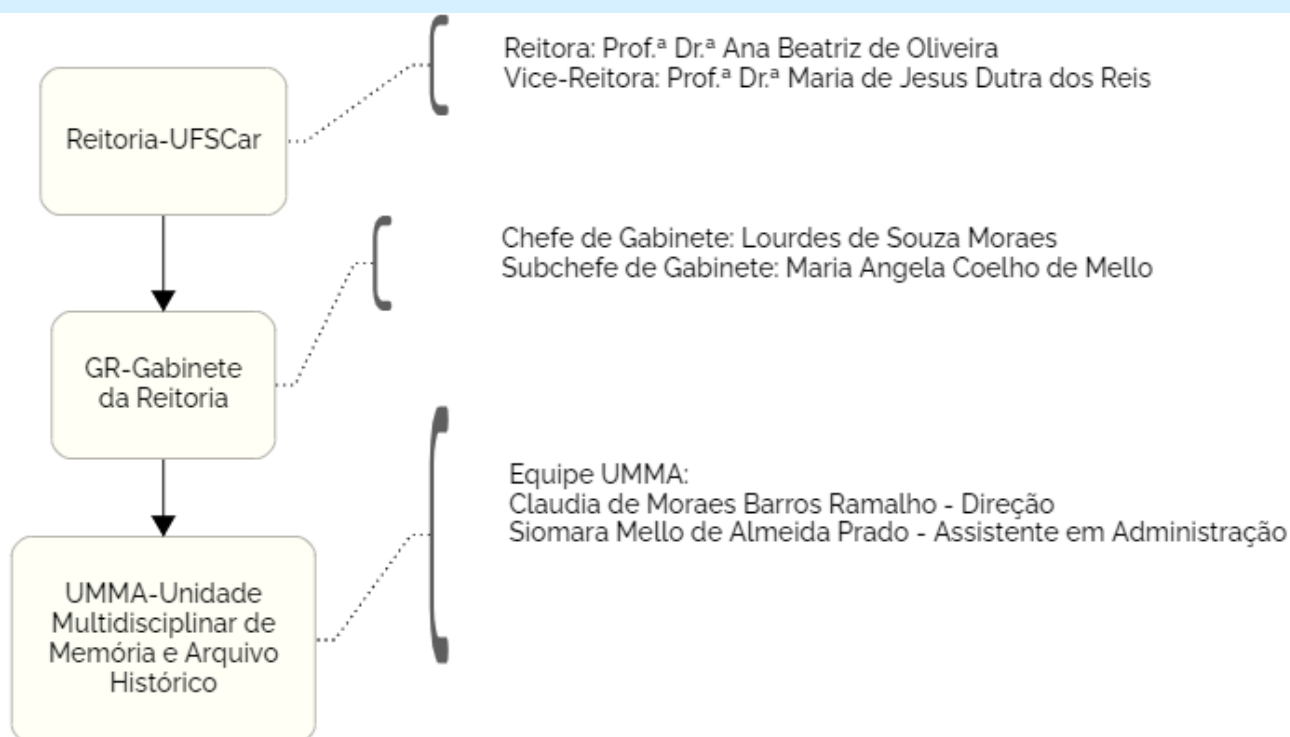 Reitoria-UFSCar
Reitora: Prof.ª Dr.ª Ana Beatriz de Oliveira
Vice-Reitora: Prof.ª Dr.ª Maria de Jesus Dutra dos Reis
GR-Gabinete
da Reitoria
Chefe de Gabinete: Lourdes de Souza Moraes
Subchefe de Gabinete: Maria Angela Coelho de Mello
UMMA-Unidade
Multidisciplinar de
Memória e Arquivo
Histórico
Equipe UMMA:
Claudia de Moraes Barros Ramalho - Direção
Siomara Mello de Almeida Prado - Assistente em Administração